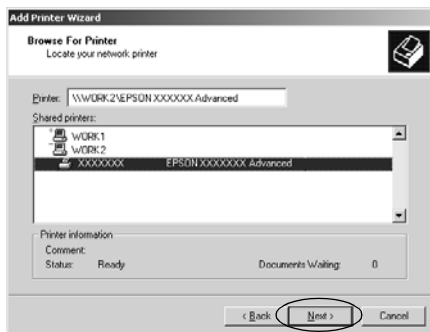 Add Printer Wizard
Browse For Printer
Locate your network printer
Printer: \\WORK2\EPSON XXXXXX Advanced
Shared printers:
WORK1
WORK2
XXXXXXX EPSON XXXXXXX Advanced
Printer information
Comment:
Status: Ready Documents Waiting: 0
< Back Next > Cancel